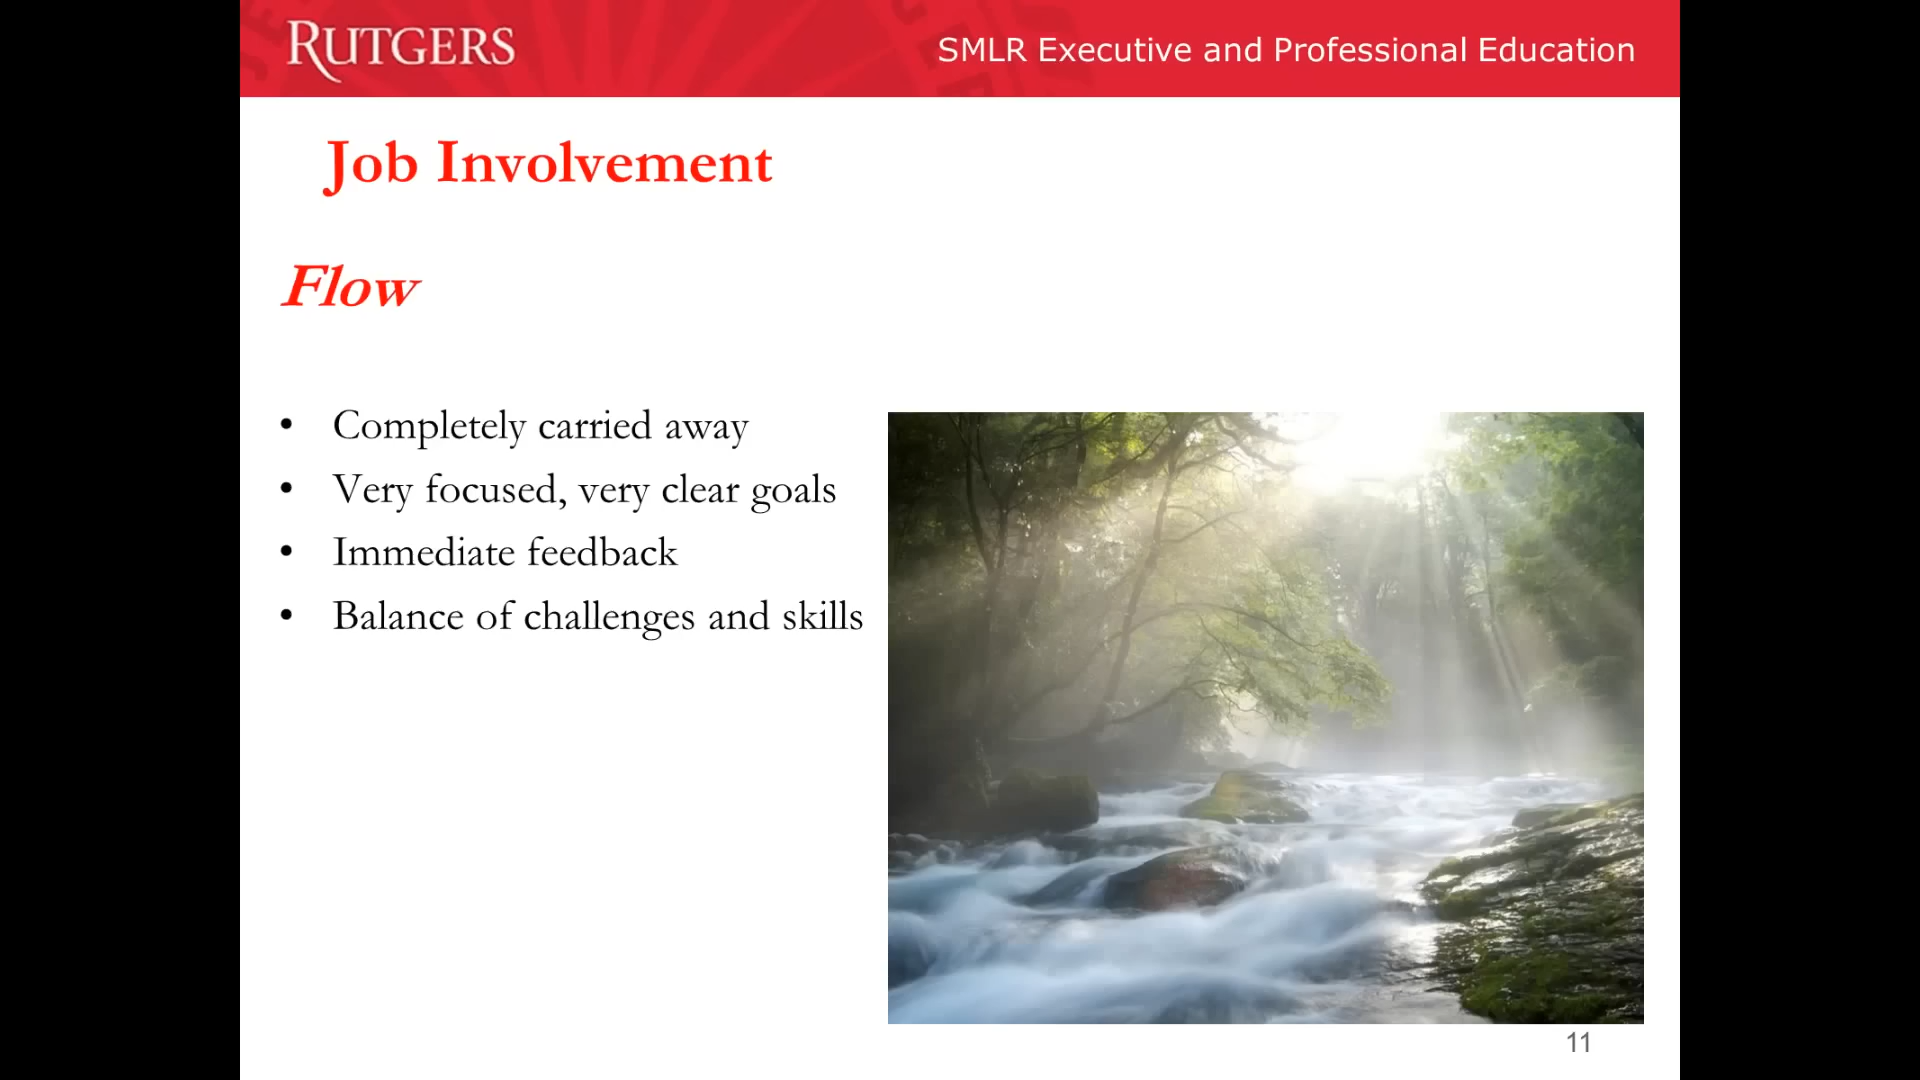 RUTGERS
SMLR Executive and Professional Education
Job Involvement
Flow
• Completely carried away
• Very focused, very clear goals
• Immediate feedback
• Balance of challenges and skills
11